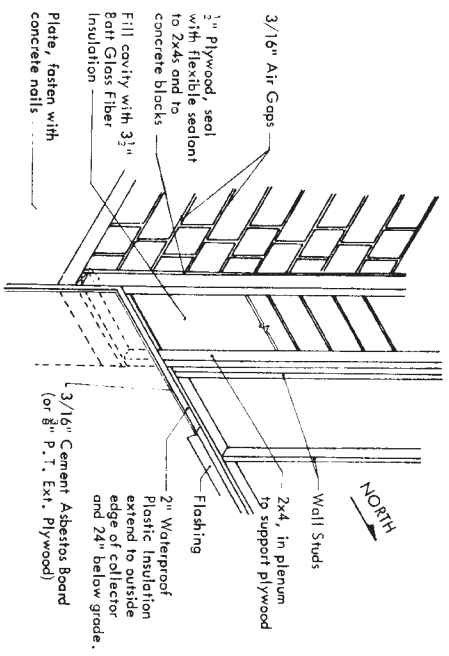 3/16" Air Gaps
½" Plywood, seal
with flexible sealant
to 2x4s and to
concrete blocks
Fill cavity with 3½"
Batt Glass Fiber
Insulation
Plate, fasten with
concrete nails
NORTH
Wall Studs
2x4, in plenum
to support plywood
Flashing
2" Waterproof
Plastic Insulation
extend to outside
edge of collector
and 24" below grade.
3/16" Cement Asbestos Board
(or ⅜" P.T. Ext. Plywood)